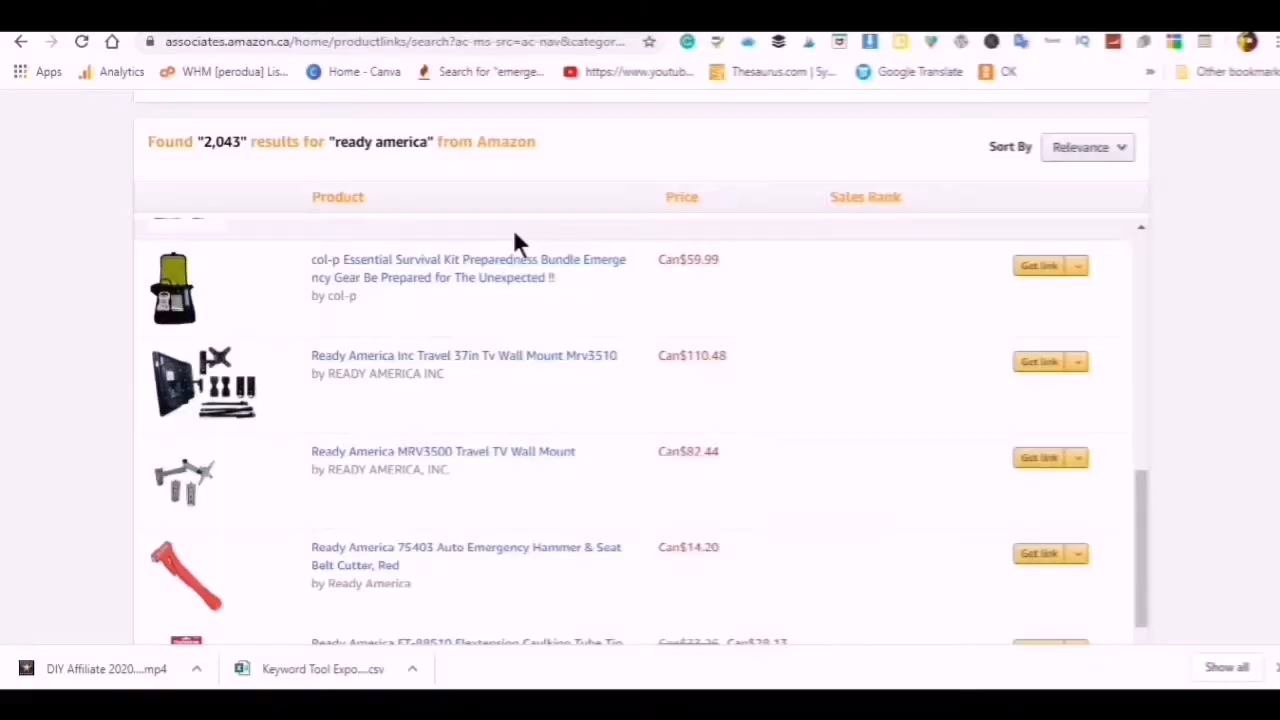 associates.amazon.ca/home/productlinks/search?ac-ms-src=ac-nav&categor...
Apps Analytics WHM [perodua] Lis... Home - Canva Search for "emerge... https://www.youtub... Thesaurus.com | Sy... Google Translate OK » Other bookmark
Found "2,043" results for "ready america" from Amazon
Sort By Relevance
Product Price Sales Rank
col-p Essential Survival Kit Preparedness Bundle Emerge Can$59.99 Get link
ncy Gear Be Prepared for The Unexpected !!
by col-p
Ready America Inc Travel 37in Tv Wall Mount Mrv3510 Can$110.48 Get link
by READY AMERICA INC
Ready America MRV3500 Travel TV Wall Mount Can$82.44 Get link
by READY AMERICA, INC.
Ready America 75403 Auto Emergency Hammer & Seat Can$14.20 Get link
Belt Cutter, Red
by Ready America
Ready America Caulking Tube Tip
DIY Affiliate 2020....mp4 Keyword Tool Expo....csv Show all